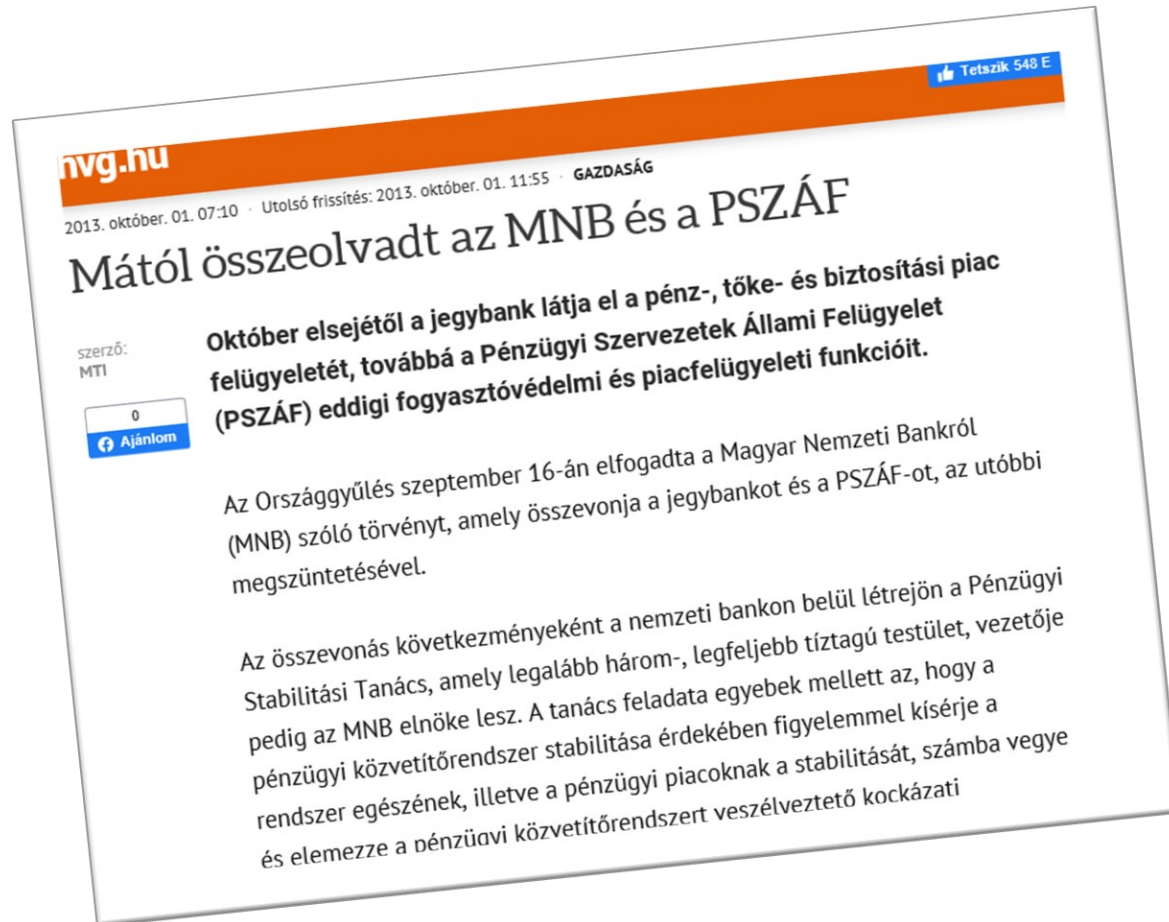 Tetszik 548 E
hvg.hu
2013. október. 01. 07:10 · Utolsó frissítés: 2013. október. 01. 11:55 · GAZDASÁG
Mától összeolvadt az MNB és a PSZÁF
szerző:
MTI
0
Ajánlom
Október elsejétől a jegybank látja el a pénz-, tőke- és biztosítási piac
felügyeletét, továbbá a Pénzügyi Szervezetek Állami Felügyelet
(PSZÁF) eddigi fogyasztóvédelmi és piacfelügyeleti funkcióit.
Az Országgyűlés szeptember 16-án elfogadta a Magyar Nemzeti Bankról
(MNB) szóló törvényt, amely összevonja a jegybankot és a PSZÁF-ot, az utóbbi
megszüntetésével.
Az összevonás következményeként a nemzeti bankon belül létrejön a Pénzügyi
Stabilitási Tanács, amely legalább három-, legfeljebb tíztagú testület, vezetője
pedig az MNB elnöke lesz. A tanács feladata egyebek mellett az, hogy a
pénzügyi közvetítőrendszer stabilitása érdekében figyelemmel kísérje a
rendszer egészének, illetve a pénzügyi piacoknak a stabilitását, számba vegye
és elemezze a pénzügyi közvetítőrendszert veszélyeztető kockázati